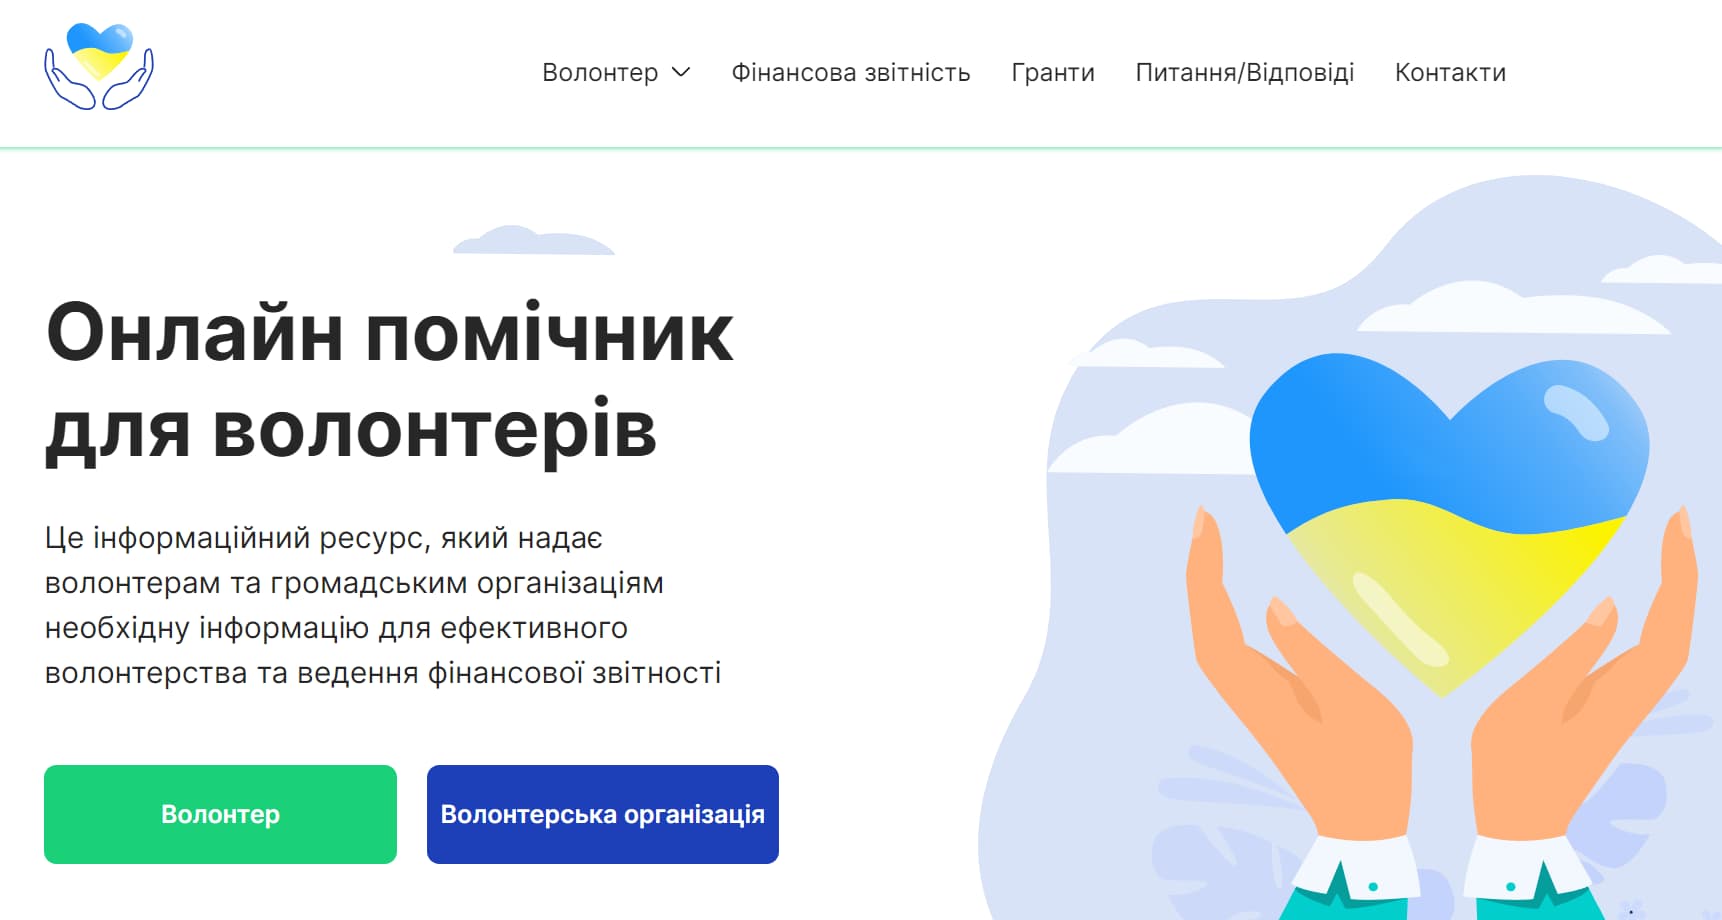 Волонтер
Фінансова звітність
Гранти
Питання/Відповіді
Контакти
Онлайн помічник
для волонтерів
Це інформаційний ресурс, який надає
волонтерам та громадським організаціям
необхідну інформацію для ефективного
волонтерства та ведення фінансової звітності
Волонтер
Волонтерська організація